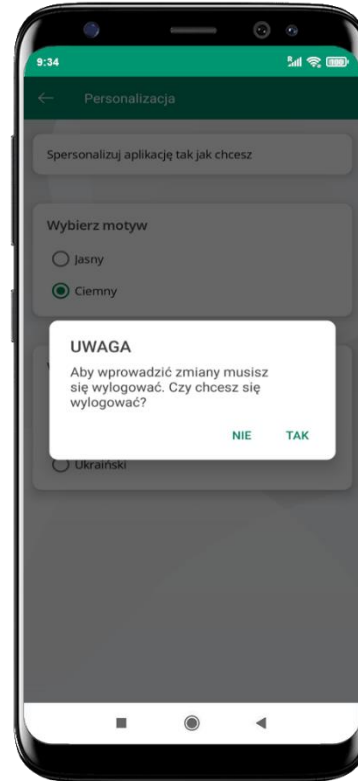 9:34
R
100
Personalizacja
Spersonalizuj aplikację tak jak chcesz
Wybierz motyw
Jasny
Ciemny
UWAGA
Aby wprowadzić zmiany musisz
się wylogować. Czy chcesz się
wylogować?
NIE TAK
Ukraiński